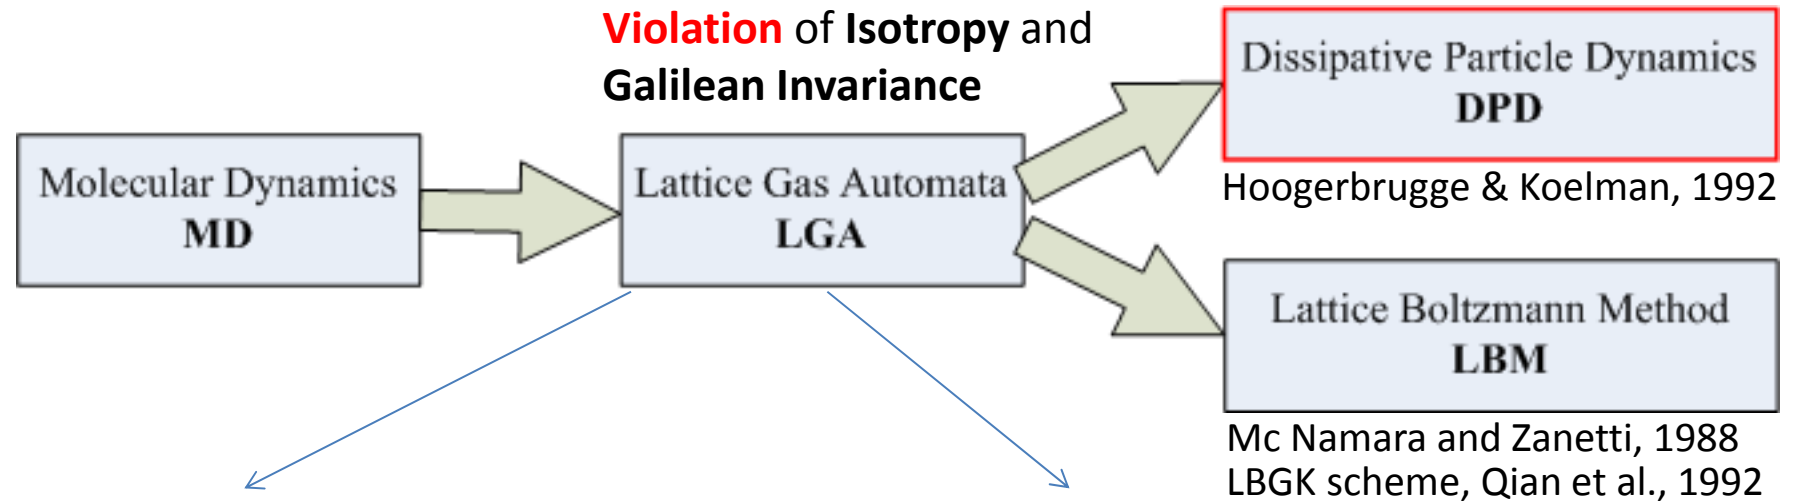 Violation of Isotropy and
Galilean Invariance
Molecular Dynamics
MD
Lattice Gas Automata
LGA
Dissipative Particle Dynamics
DPD
Hoogerbrugge & Koelman, 1992
Lattice Boltzmann Method
LBM
Mc Namara and Zanetti, 1988
LBGK scheme, Qian et al., 1992